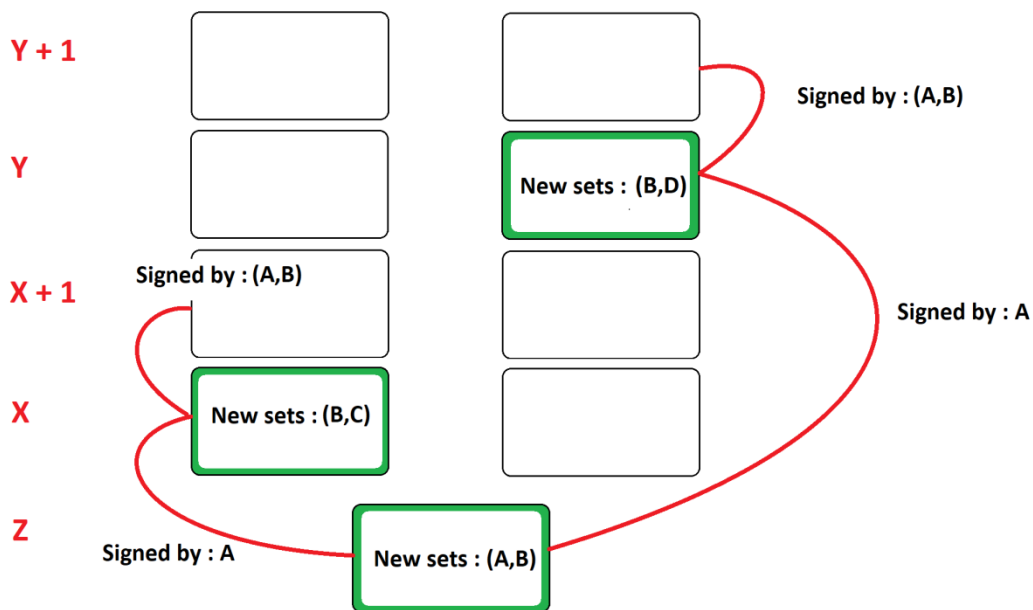 Y + 1
Signed by : (A,B)
Y
New sets : (B,D)
Signed by : (A,B)
X + 1
Signed by : A
X
New sets : (B,C)
Z
Signed by : A
New sets : (A,B)